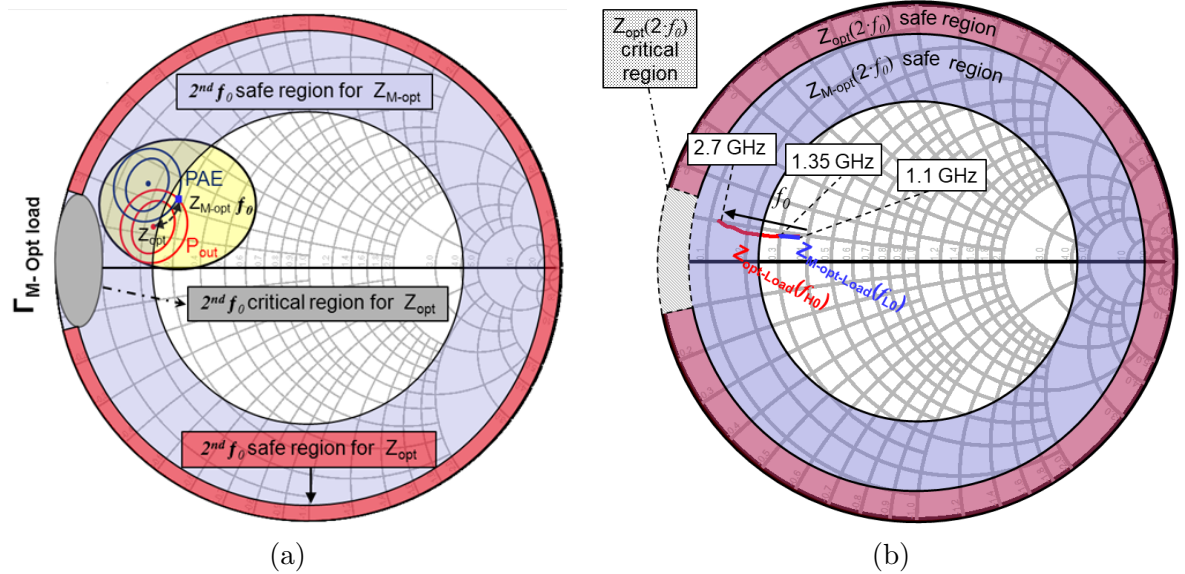 2nd f0 safe region for ZM-opt
PAE
ZM-opt f0
Zopt
Pout
ΓM-Opt load
2nd f0 critical region for Zopt
2nd f0 safe region for Zopt
(a)
Zopt(2·f0)
critical
region
Zopt(2·f0) safe region
ZM-opt(2·f0) safe region
2.7 GHz
1.35 GHz
1.1 GHz
f0
Zopt-Load(fH0)
ZM-opt-Load(fL0)
(b)